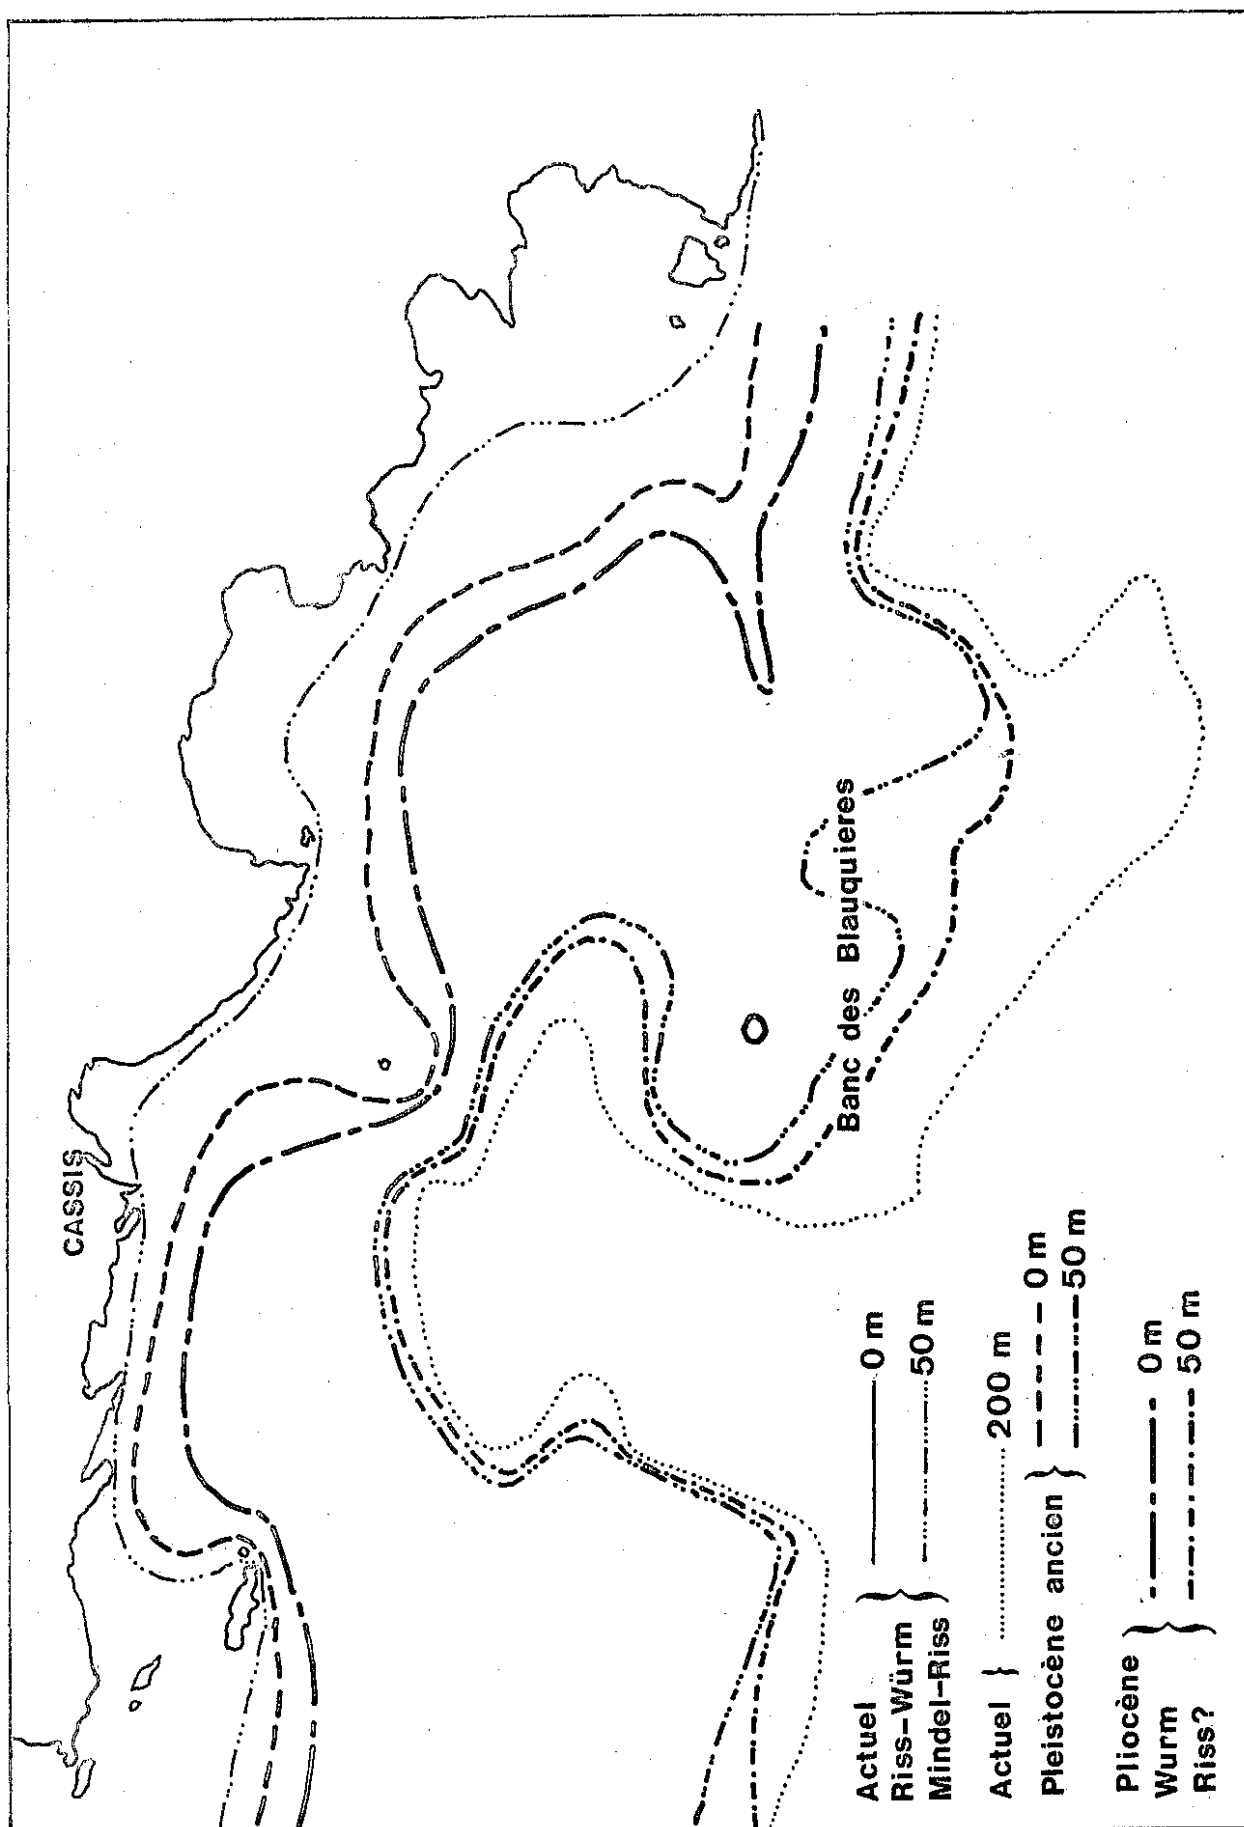 CASSIS
Banc des Blauquieres
Actuel
Riss-Würm
Mindel-Riss
} 0 m
50 m
Actuel } 200 m
Pleistocène ancien } 0 m
50 m
Pliocène
Wurm
Riss?
} 0 m
50 m